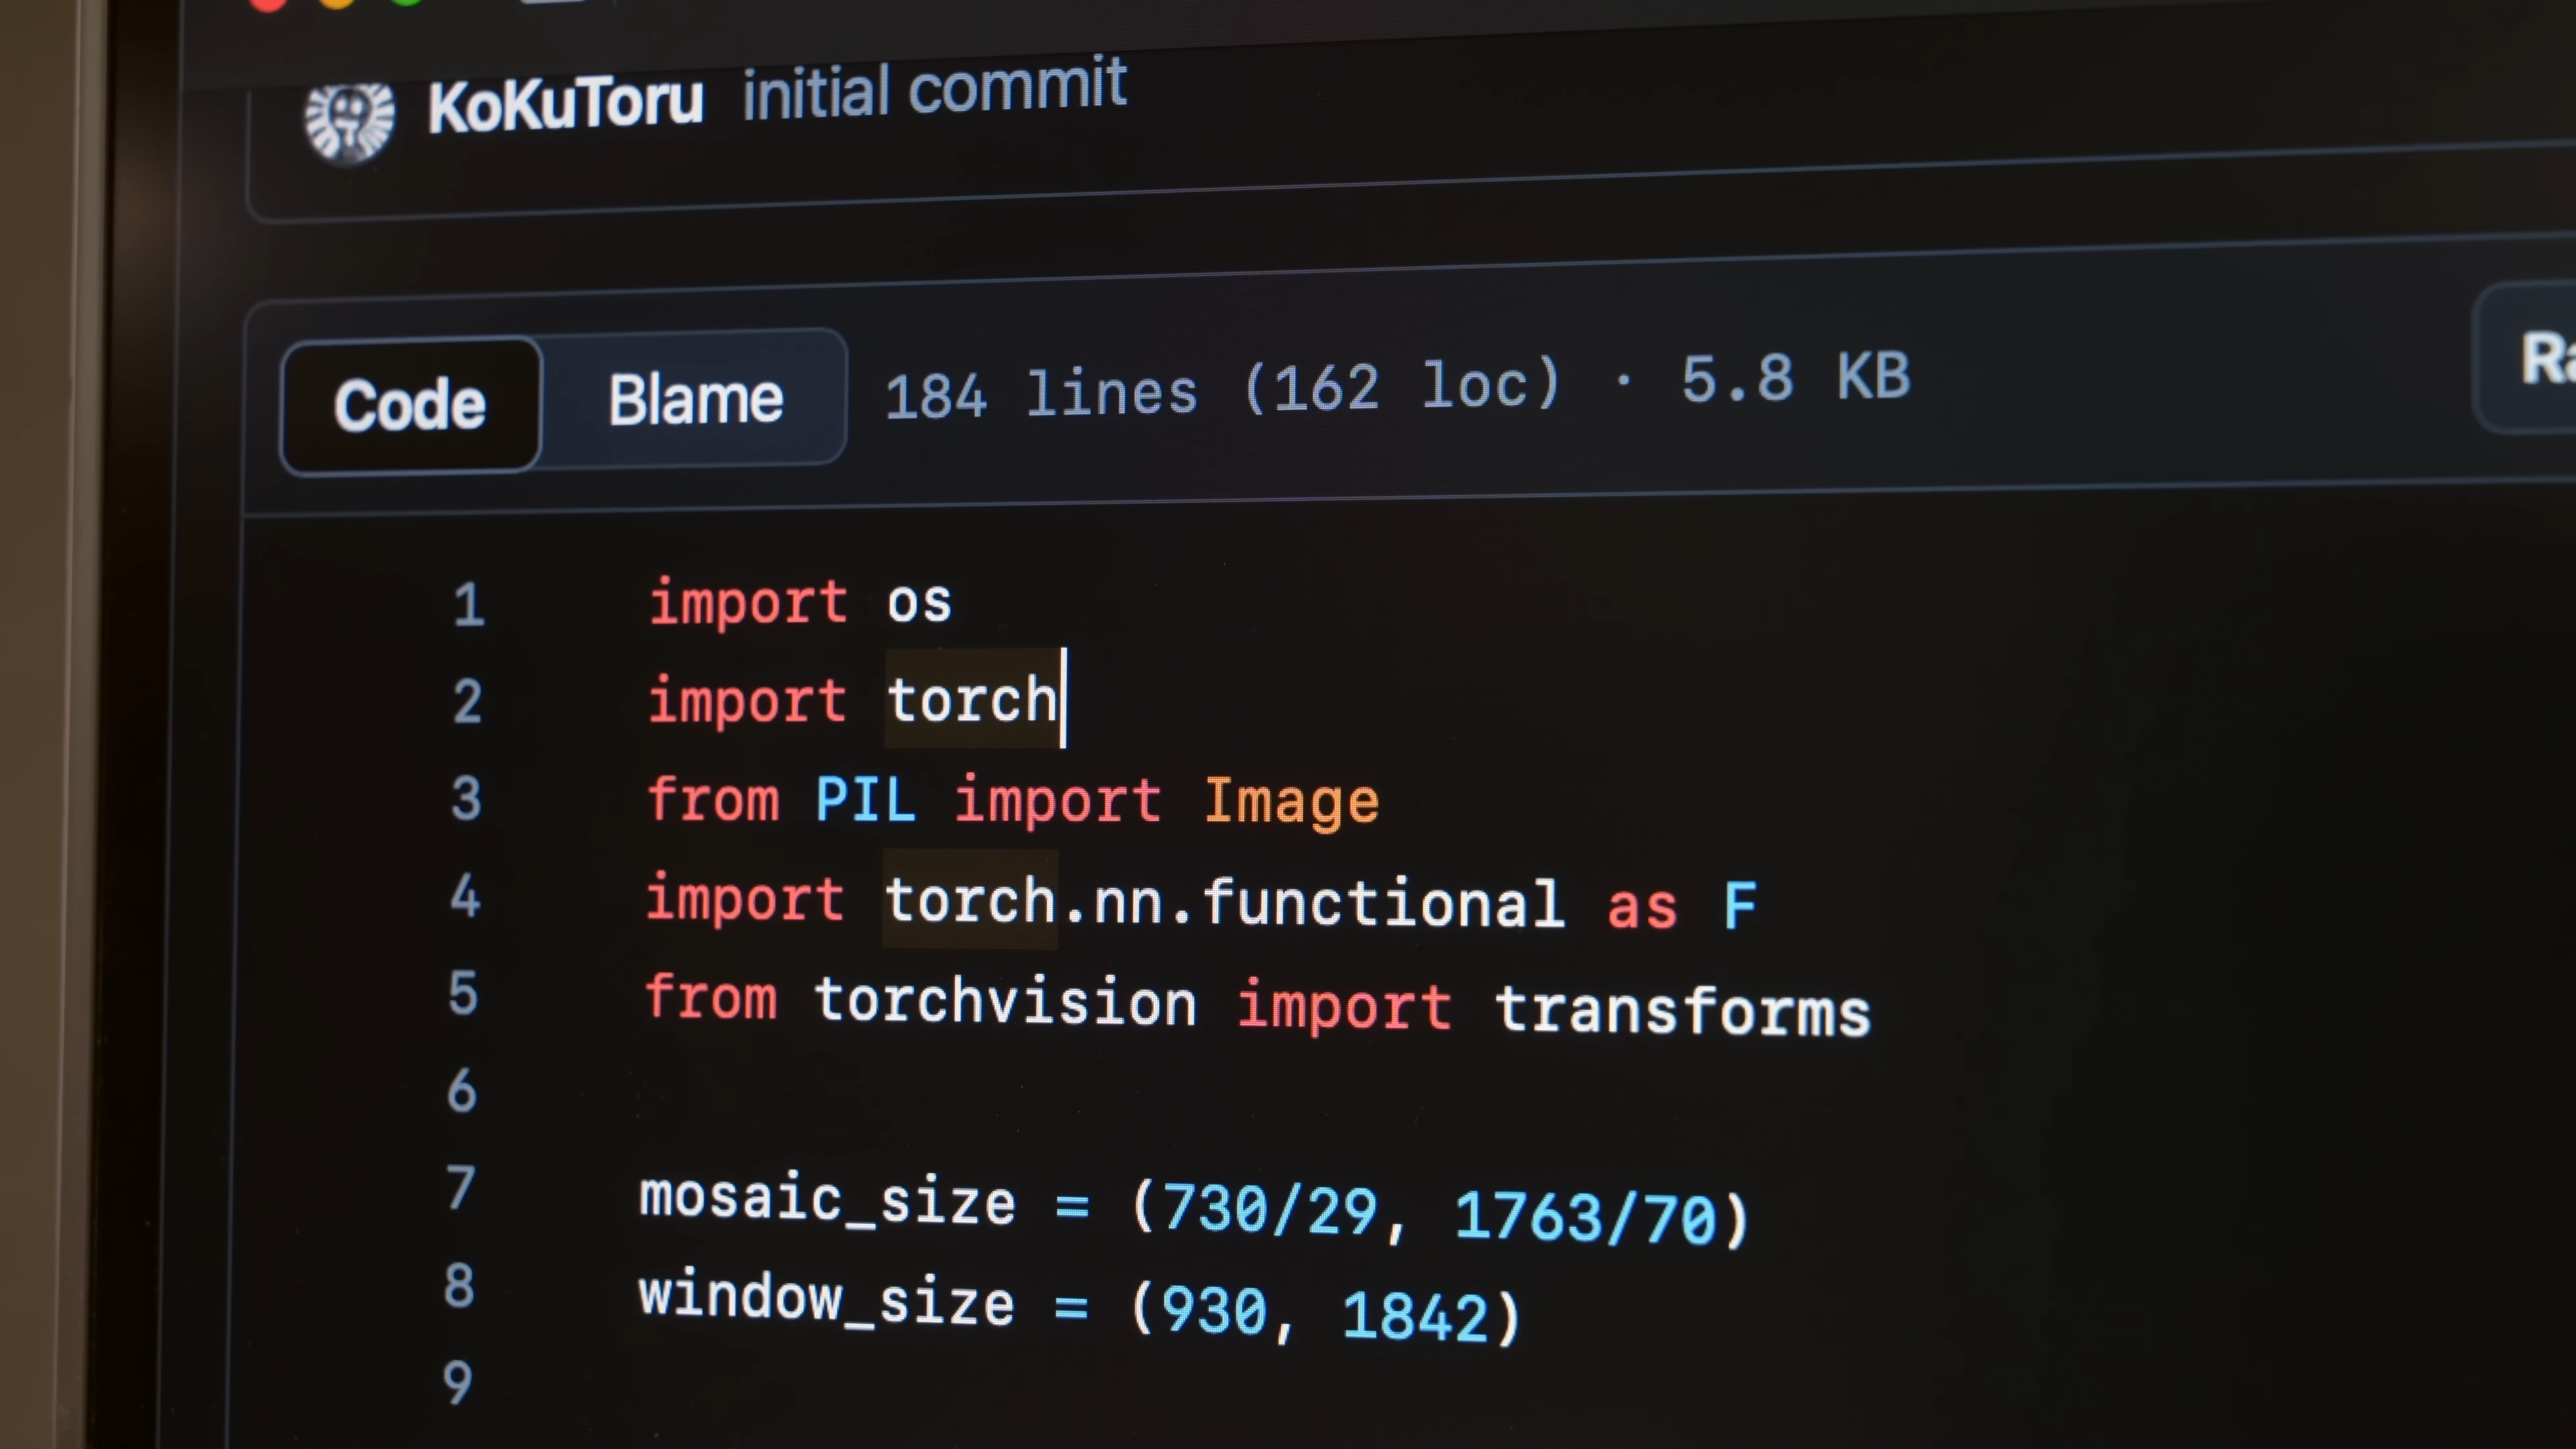 KoKuToru initial commit
Code Blame 184 lines (162 loc) · 5.8 KB
1 import os
2 import torch
3 from PIL import Image
4 import torch.nn.functional as F
5 from torchvision import transforms
6
7 mosaic_size = (730/29, 1763/70)
8 window_size = (930, 1842)
9